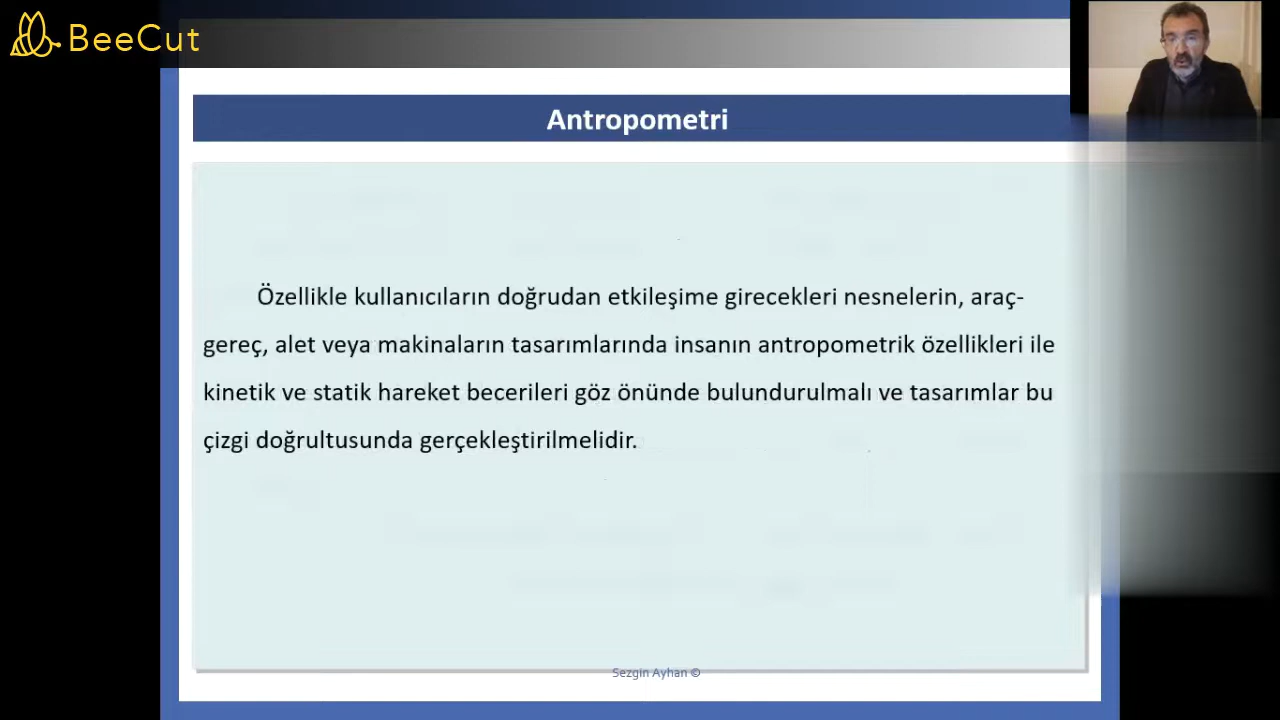 BeeCut
Antropometri
Özellikle kullanıcıların doğrudan etkileşime girecekleri nesnelerin, araç-
gereç, alet veya makinaların tasarımlarında insanın antropometrik özellikleri ile
kinetik ve statik hareket becerileri göz önünde bulundurulmalı ve tasarımlar bu
çizgi doğrultusunda gerçekleştirilmelidir.
Sezgin Ayhan ©